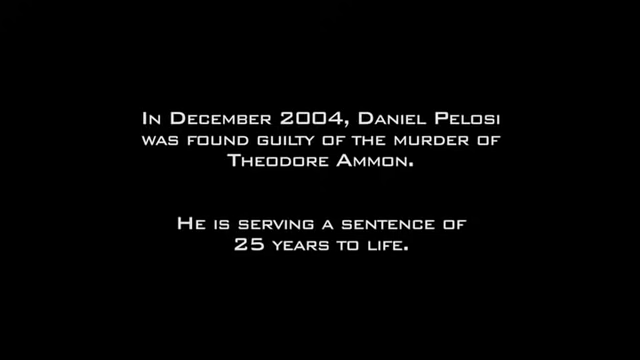 In December 2004, Daniel Pelosi
was found guilty of the murder of
Theodore Ammon.
He is serving a sentence of
25 years to life.